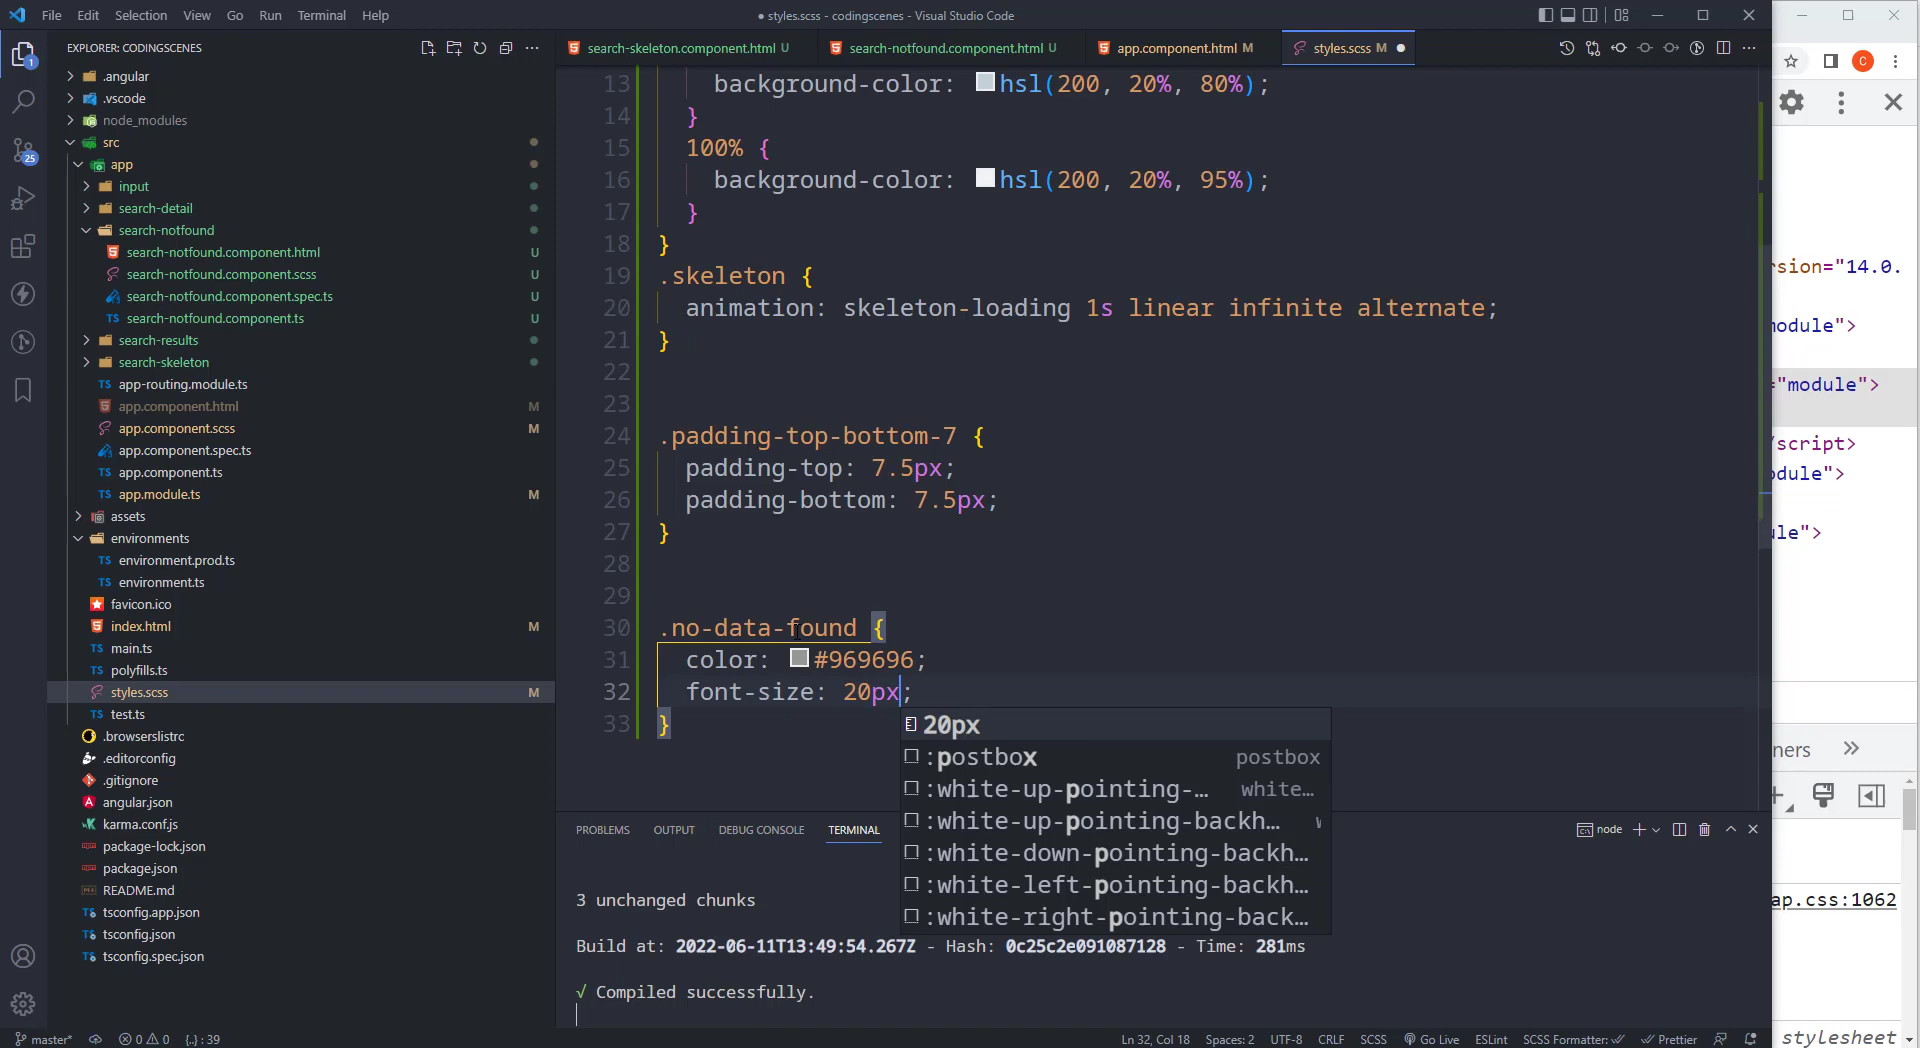 File Edit Selection View Go Run Terminal Help
● styles.scss - codingscenes - Visual Studio Code
EXPLORER: CODINGSCENES
.angular
.vscode
node_modules
src
app
input
search-detail
search-notfound
search-notfound.component.html U
search-notfound.component.scss U
search-notfound.component.spec.ts U
search-notfound.component.ts U
search-results
search-skeleton
app-routing.module.ts
app.component.html M
app.component.scss M
app.component.spec.ts
app.component.ts
app.module.ts M
assets
environments
environment.prod.ts
environment.ts
favicon.ico
index.html M
main.ts
polyfills.ts
styles.scss M
test.ts
.browserslistrc
.editorconfig
.gitignore
angular.json
karma.conf.js
package-lock.json
package.json
README.md
tsconfig.app.json
tsconfig.json
tsconfig.spec.json
1
25
search-skeleton.component.html U search-notfound.component.html U app.component.html M styles.scss M ●
13 background-color: hsl(200, 20%, 80%);
14 }
15 100% {
16 background-color: hsl(200, 20%, 95%);
17 }
18 }
19 .skeleton {
20 animation: skeleton-loading 1s linear infinite alternate;
21 }
22
23
24 .padding-top-bottom-7 {
25 padding-top: 7.5px;
26 padding-bottom: 7.5px;
27 }
28
29
30 .no-data-found {
31 color: #969696;
32 font-size: 20px;
33 }
20px
:postbox postbox
:white-up-pointing-… white…
:white-up-pointing-backh…
:white-down-pointing-backh…
:white-left-pointing-backh…
:white-right-pointing-back…
PROBLEMS OUTPUT DEBUG CONSOLE TERMINAL node
3 unchanged chunks
Build at: 2022-06-11T13:49:54.267Z - Hash: 0c25c2e091087128 - Time: 281ms
√ Compiled successfully.
master* 0 0 {..} : 39 Ln 32, Col 18 Spaces: 2 UTF-8 CRLF SCSS Go Live ESLint SCSS Formatter: Prettier
C
rsion="14.0.
module">
="module">
/script>
odule">
ule">
ners
ap.css:1062
stylesheet